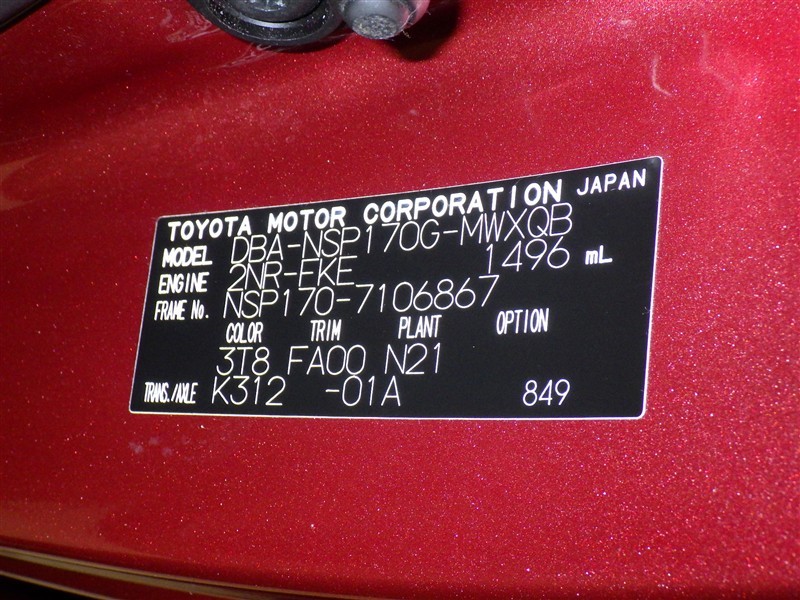 TOYOTA MOTOR CORPORATION JAPAN
MODEL DBA-NSP170G-MWXQB
ENGINE 2NR-FKE 1496 mL
FRAME No. NSP170-7106867
COLOR TRIM PLANT OPTION
3T8 FA00 N21
TRANS./AXLE K312 -01A 849